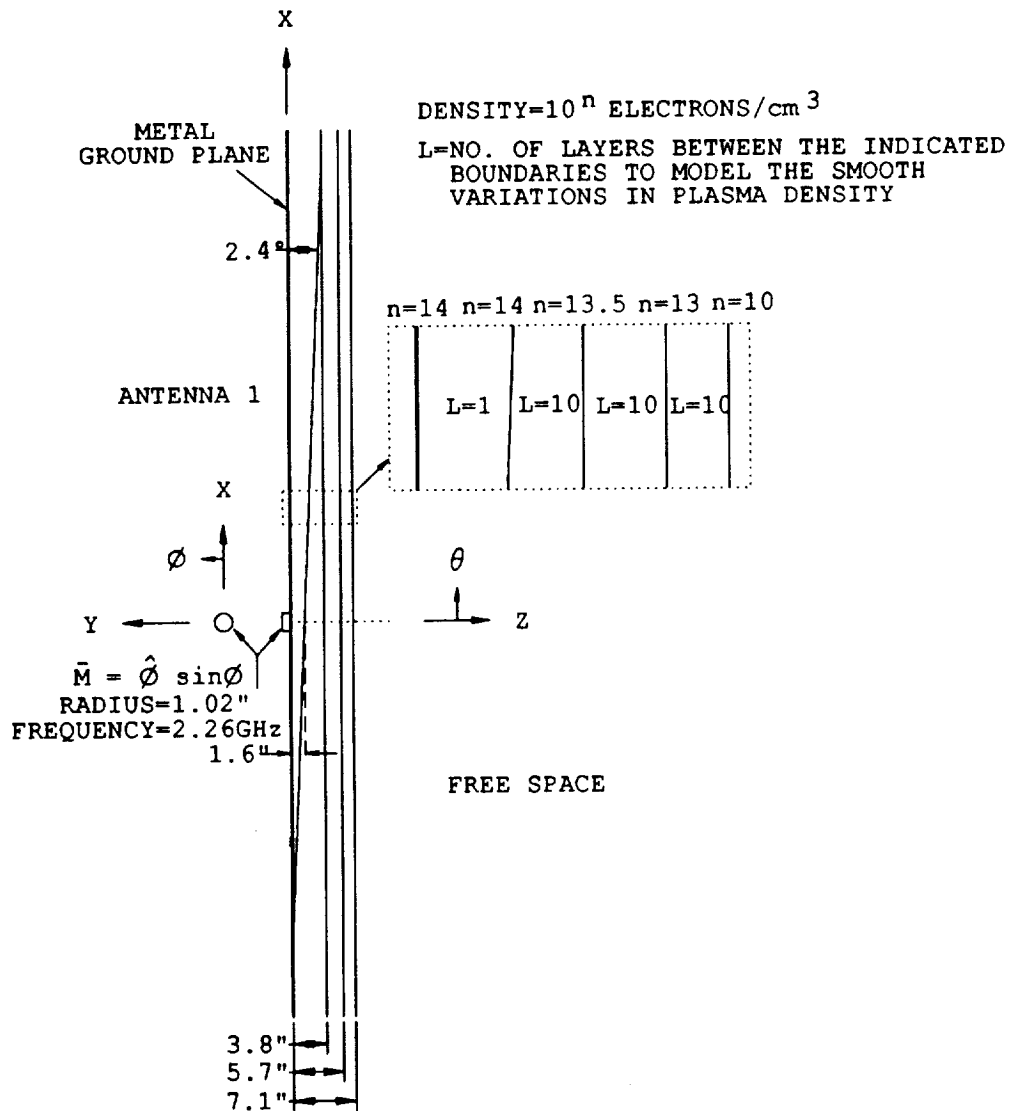 X
DENSITY=10ⁿ ELECTRONS/cm³
METAL
GROUND PLANE
L=NO. OF LAYERS BETWEEN THE INDICATED
BOUNDARIES TO MODEL THE SMOOTH
VARIATIONS IN PLASMA DENSITY
2.4°
n=14 n=14 n=13.5 n=13 n=10
ANTENNA 1
L=1 L=10 L=10 L=10
X
Ø
θ
Y
Z
M̄ = Ø̂ sinØ
RADIUS=1.02"
FREQUENCY=2.26GHz
1.6"
FREE SPACE
3.8"
5.7"
7.1"